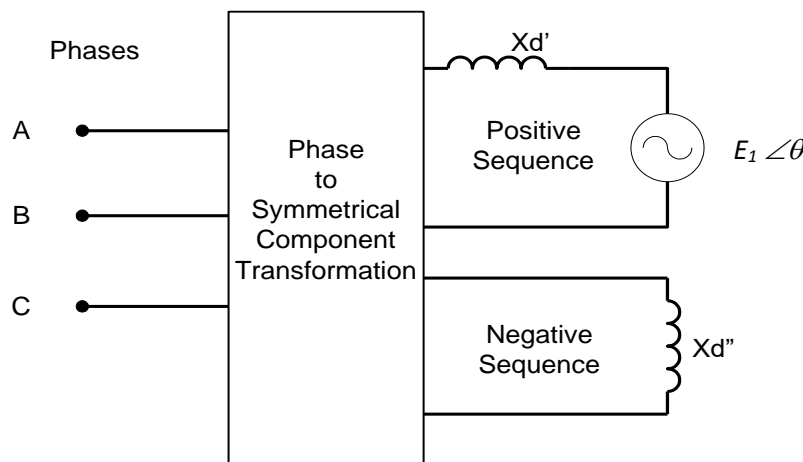 Phases
A
B
C
Phase
to
Symmetrical
Component
Transformation
Xd’
Positive
Sequence
E₁ ∠θ
Negative
Sequence
Xd”